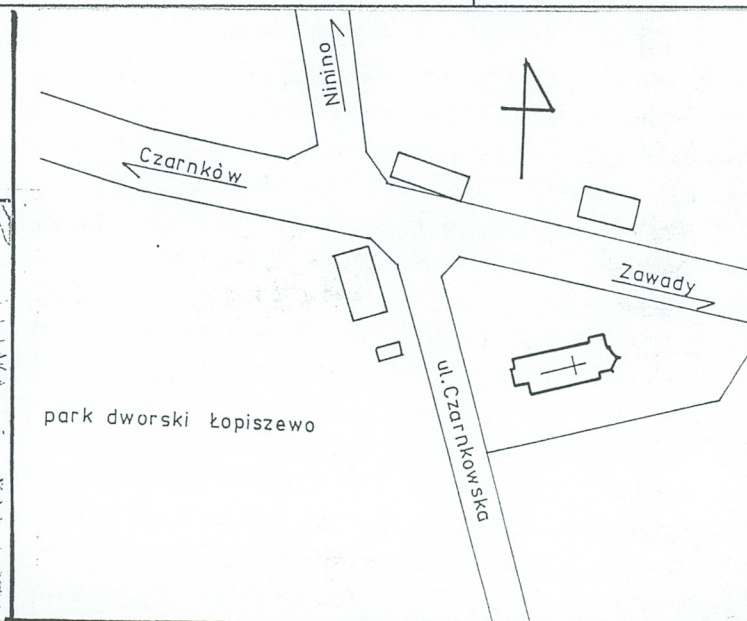 Ninino
Czarnków
Zawady
ul.Czarnkowska
park dworski Łopiszewo